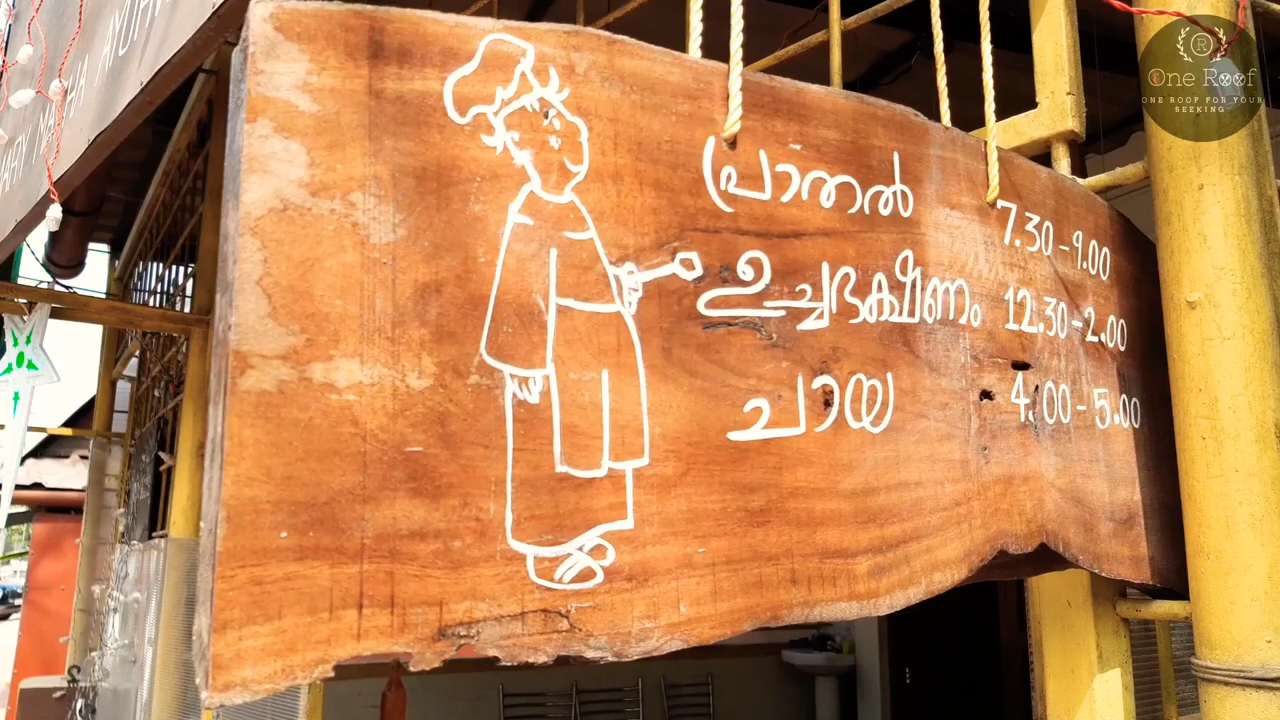 പ്രാതൽ 7.30-9.00
ഉച്ചഭക്ഷണം 12.30-2.00
ചായ 4.00-5.00
R
One Roof
ONE ROOF FOR YOUR
SEEKING